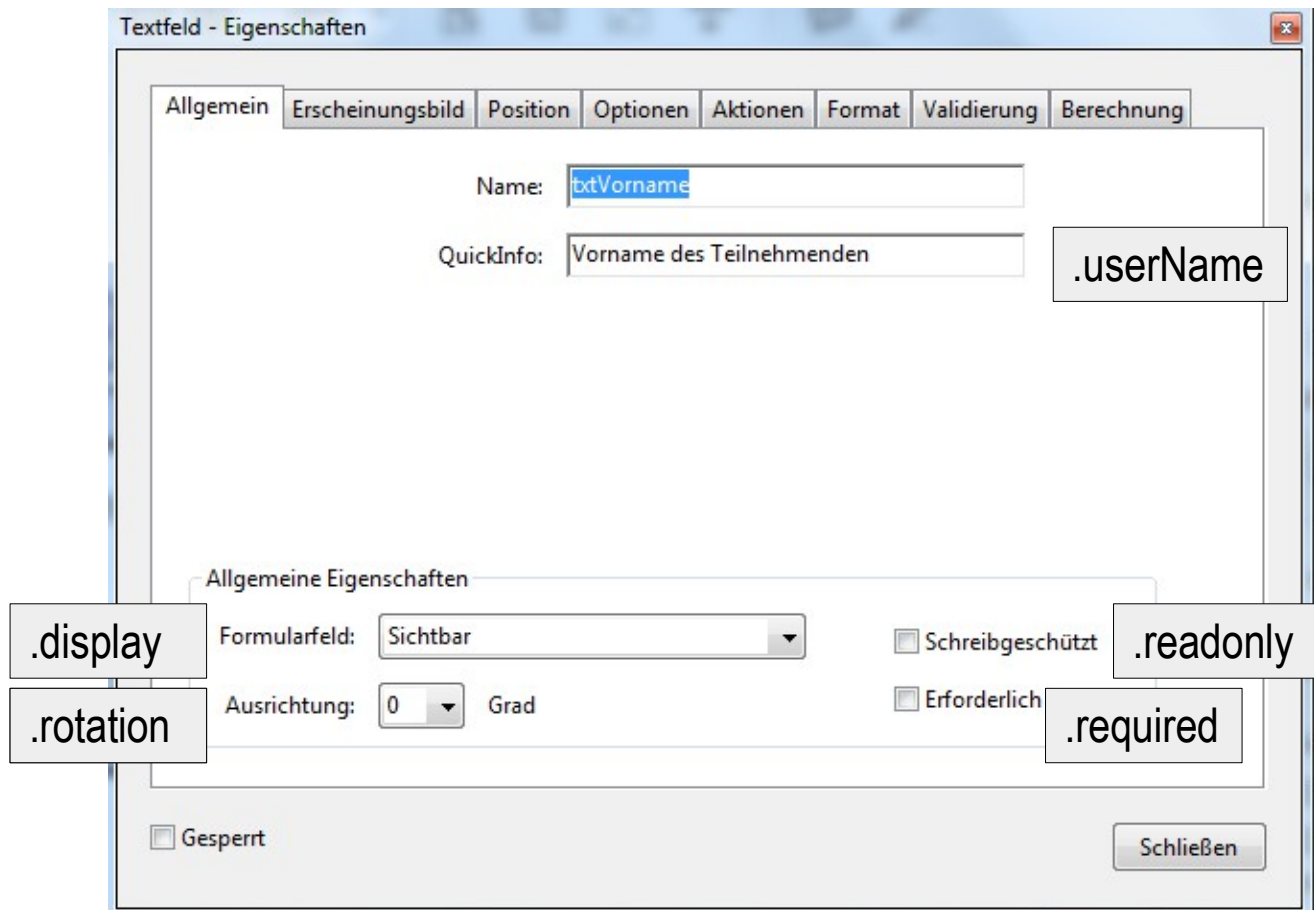 Textfeld - Eigenschaften
Allgemein Erscheinungsbild Position Optionen Aktionen Format Validierung Berechnung
Name: txtVorname
QuickInfo: Vorname des Teilnehmenden .userName
Allgemeine Eigenschaften
.display Formularfeld: Sichtbar Schreibgeschützt .readonly
.rotation Ausrichtung: 0 Grad Erforderlich .required
Gesperrt Schließen